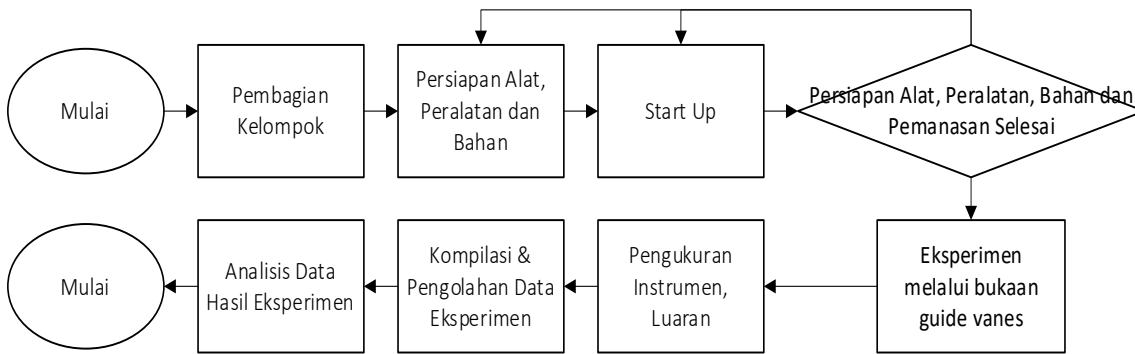 Mulai
Pembagian
Kelompok
Persiapan Alat,
Peralatan dan
Bahan
Start Up
Persiapan Alat, Peralatan, Bahan dan
Pemanasan Selesai
Eksperimen
melalui bukaan
guide vanes
Pengukuran
Instrumen,
Luaran
Kompilasi &
Pengolahan Data
Eksperimen
Analisis Data
Hasil Eksperimen
Mulai